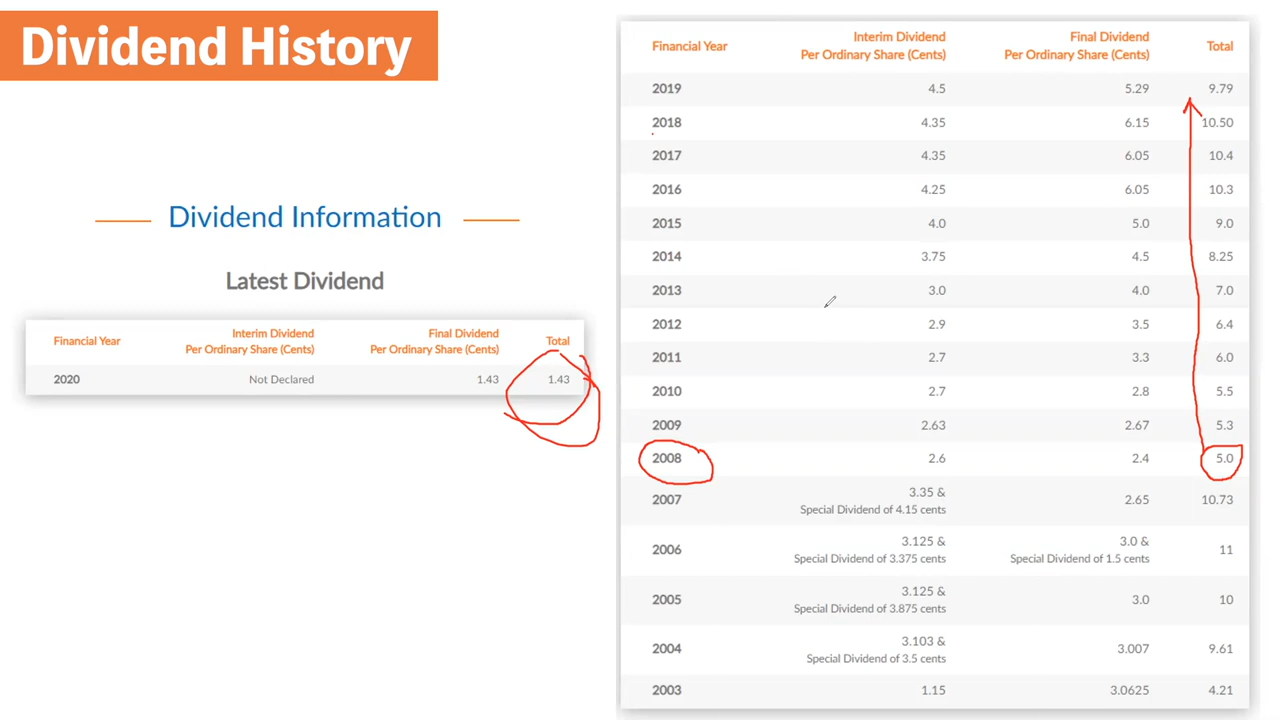 Dividend History
Dividend Information
Latest Dividend
Financial Year Interim Dividend Per Ordinary Share (Cents) Final Dividend Per Ordinary Share (Cents) Total
2020 Not Declared 1.43 1.43
Financial Year Interim Dividend Per Ordinary Share (Cents) Final Dividend Per Ordinary Share (Cents) Total
2019 4.5 5.29 9.79
2018 4.35 6.15 10.50
2017 4.35 6.05 10.4
2016 4.25 6.05 10.3
2015 4.0 5.0 9.0
2014 3.75 4.5 8.25
2013 3.0 4.0 7.0
2012 2.9 3.5 6.4
2011 2.7 3.3 6.0
2010 2.7 2.8 5.5
2009 2.63 2.67 5.3
2008 2.6 2.4 5.0
2007 3.35 & Special Dividend of 4.15 cents 2.65 10.73
2006 3.125 & Special Dividend of 3.375 cents 3.0 & Special Dividend of 1.5 cents 11
2005 3.125 & Special Dividend of 3.875 cents 3.0 10
2004 3.103 & Special Dividend of 3.5 cents 3.007 9.61
2003 1.15 3.0625 4.21